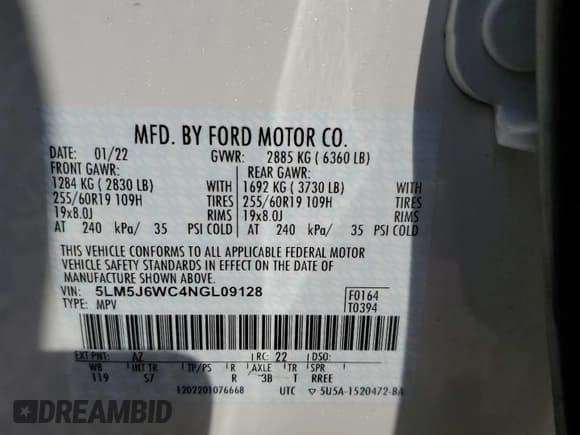 MFD. BY FORD MOTOR CO.
DATE: 01/22 GVWR: 2885 KG ( 6360 LB)
FRONT GAWR: REAR GAWR:
1284 KG ( 2830 LB) WITH 1692 KG ( 3730 LB) WITH
255/60R19 109H TIRES 255/60R19 109H TIRES
19x8.0J RIMS 19x8.0J RIMS
AT 240 kPa/ 35 PSI COLD AT 240 kPa/ 35 PSI COLD
THIS VEHICLE CONFORMS TO ALL APPLICABLE FEDERAL MOTOR
VEHICLE SAFETY STANDARDS IN EFFECT ON THE DATE OF
MANUFACTURE SHOWN ABOVE.
VIN: 5LM5J6WC4NGL09128 F0164
TYPE: MPV T0394
EXT PNT: AZ RC: 22 DSO:
WB INT TR TP/PS R AXLE TR SPR
119 S7 R 3B T RREE
1202201076668 UTC ▽ 5U5A-1520472-BA
DREAMBID